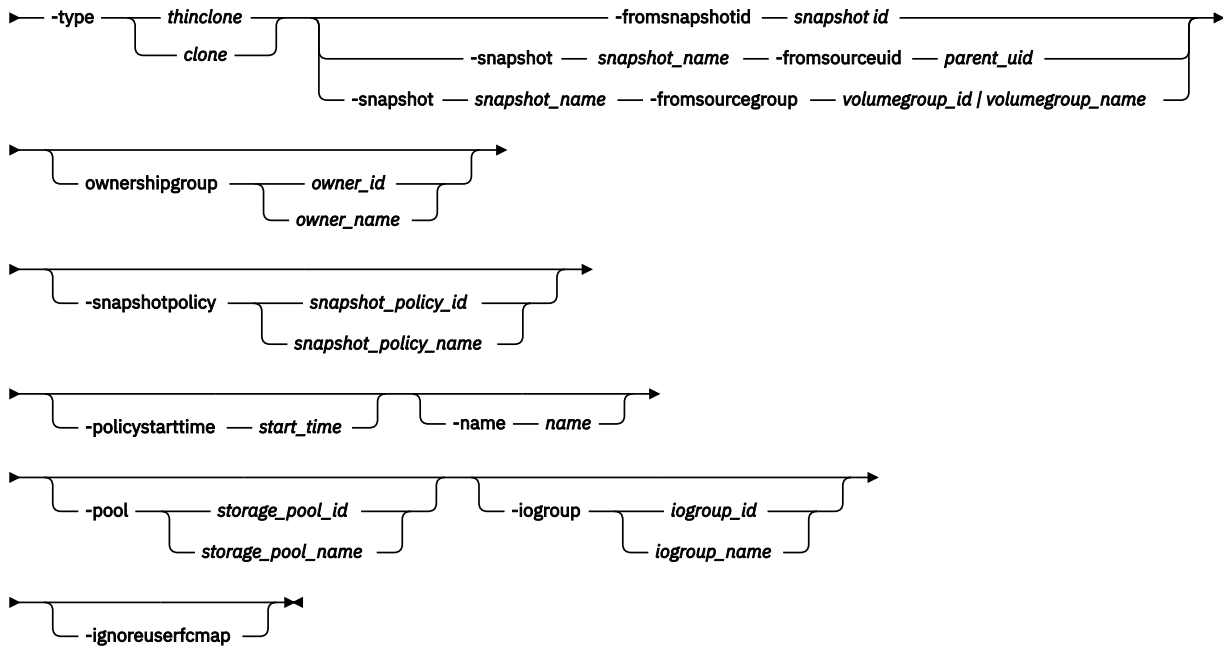 -type thinclone -fromsnapshotid snapshot id
clone
-snapshot snapshot_name -fromsourceuid parent_uid
-snapshot snapshot_name -fromsourcegroup volumegroup_id | volumegroup_name
ownershipgroup owner_id
owner_name
-snapshotpolicy snapshot_policy_id
snapshot_policy_name
-policystarttime start_time -name name
-pool storage_pool_id -iogroup iogroup_id
storage_pool_name iogroup_name
-ignoreuserfcmap